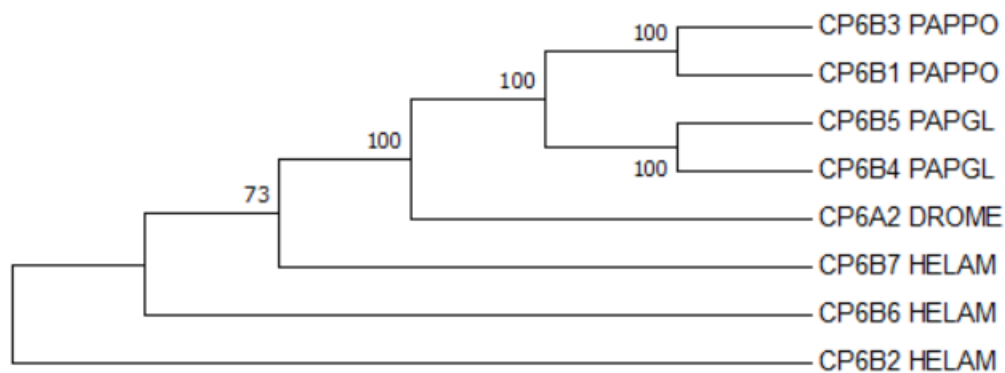 CP6B3 PAPPO
100
CP6B1 PAPPO
100
CP6B5 PAPGL
100
CP6B4 PAPGL
100
73
CP6A2 DROME
CP6B7 HELAM
CP6B6 HELAM
CP6B2 HELAM